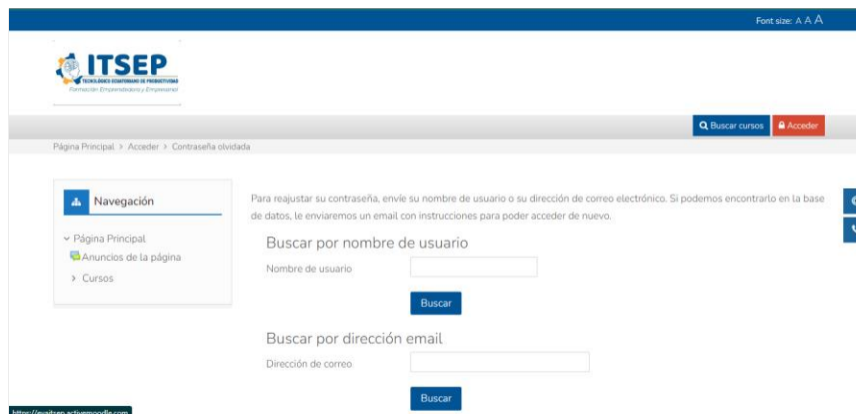 Font size: A A A
ITSEP
TECNOLÓGICO ECUATORIANO DE PRODUCTIVIDAD
Formación Emprendedora y Empresarial
Buscar cursos
Acceder
Página Principal > Acceder > Contraseña olvidada
Navegación
Página Principal
Anuncios de la página
Cursos
Para reajustar su contraseña, envíe su nombre de usuario o su dirección de correo electrónico. Si podemos encontrarlo en la base
de datos, le enviaremos un email con instrucciones para poder acceder de nuevo.
Buscar por nombre de usuario
Nombre de usuario
Buscar
Buscar por dirección email
Dirección de correo
Buscar
https://evaitsep.activemoodle.com